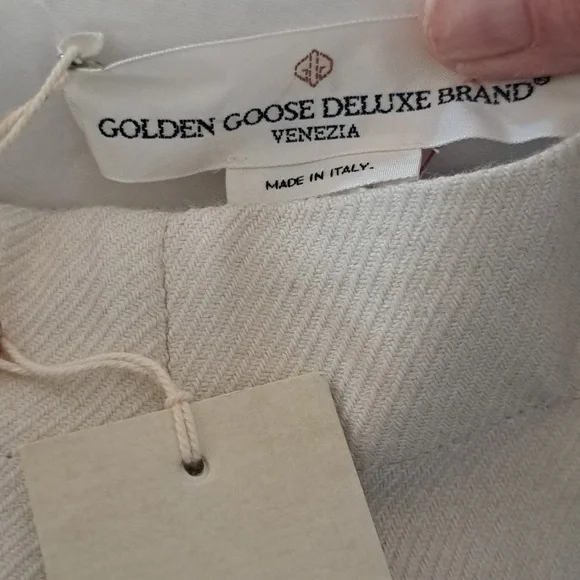 GOLDEN GOOSE DELUXE BRAND®
VENEZIA
MADE IN ITALY.